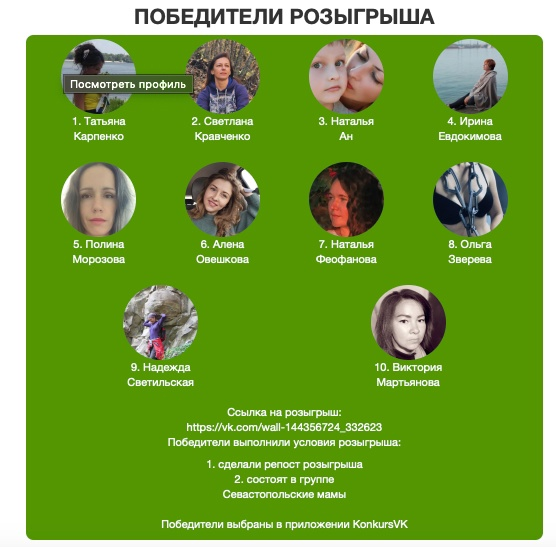 ПОБЕДИТЕЛИ РОЗЫГРЫША
Посмотреть профиль
1. Татьяна
Карпенко
2. Светлана
Кравченко
3. Наталья
Ан
4. Ирина
Евдокимова
5. Полина
Морозова
6. Алена
Овешкова
7. Наталья
Феофанова
8. Ольга
Зверева
9. Надежда
Светильская
10. Виктория
Мартьянова
Ссылка на розыгрыш:
https://vk.com/wall-144356724_332623
Победители выполнили условия розыгрыша:
1. сделали репост розыгрыша
2. состоят в группе
Севастопольские мамы
Победители выбраны в приложении KonkursVK